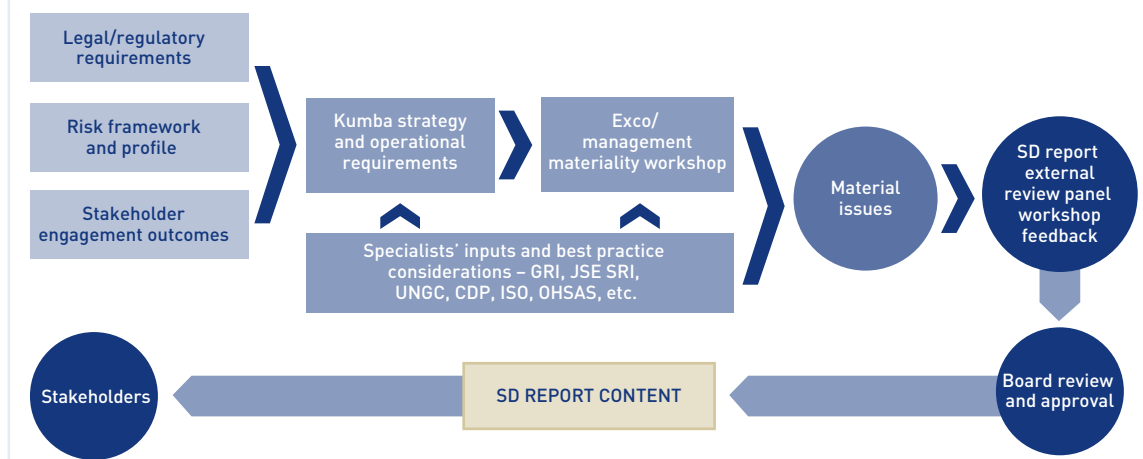 Legal/regulatory
requirements
Risk framework
and profile
Stakeholder
engagement outcomes
Kumba strategy
and operational
requirements
Exco/
management
materiality workshop
Specialists’ inputs and best practice
considerations – GRI, JSE SRI,
UNGC, CDP, ISO, OHSAS, etc.
Material
issues
SD report
external
review panel
workshop
feedback
Board review
and approval
SD REPORT CONTENT
Stakeholders